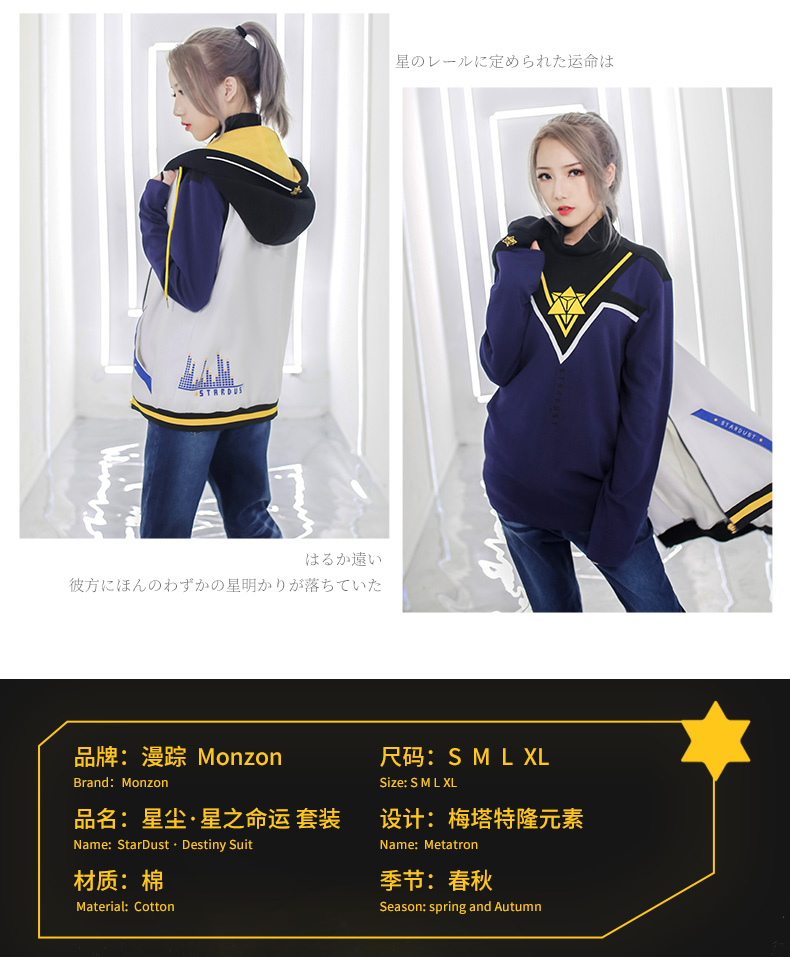 星のレールに定められた运命は
STARDUS
★ STARDUST ★
はるか遠い
彼方にほんのわずかの星明かりが落ちていた
品牌：漫踪 Monzon
Brand：Monzon
尺码：S M L XL
Size: S M L XL
品名：星尘·星之命运 套装
Name: StarDust · Destiny Suit
设计：梅塔特隆元素
Name: Metatron
材质：棉
Material: Cotton
季节：春秋
Season: spring and Autumn